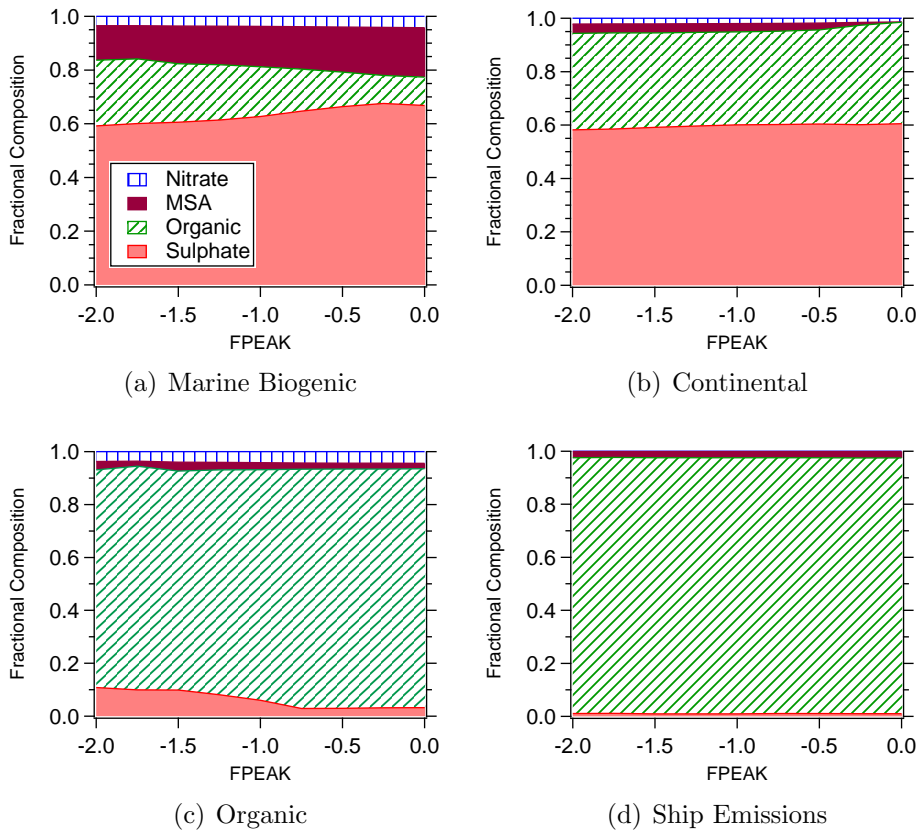 Fractional Composition
1.0
0.8
0.6
0.4
0.2
0.0
Nitrate
MSA
Organic
Sulphate
-2.0 -1.5 -1.0 -0.5 0.0
FPEAK
(a) Marine Biogenic
Fractional Composition
1.0
0.8
0.6
0.4
0.2
0.0
-2.0 -1.5 -1.0 -0.5 0.0
FPEAK
(b) Continental
Fractional Composition
1.0
0.8
0.6
0.4
0.2
0.0
-2.0 -1.5 -1.0 -0.5 0.0
FPEAK
(c) Organic
Fractional Composition
1.0
0.8
0.6
0.4
0.2
0.0
-2.0 -1.5 -1.0 -0.5 0.0
FPEAK
(d) Ship Emissions